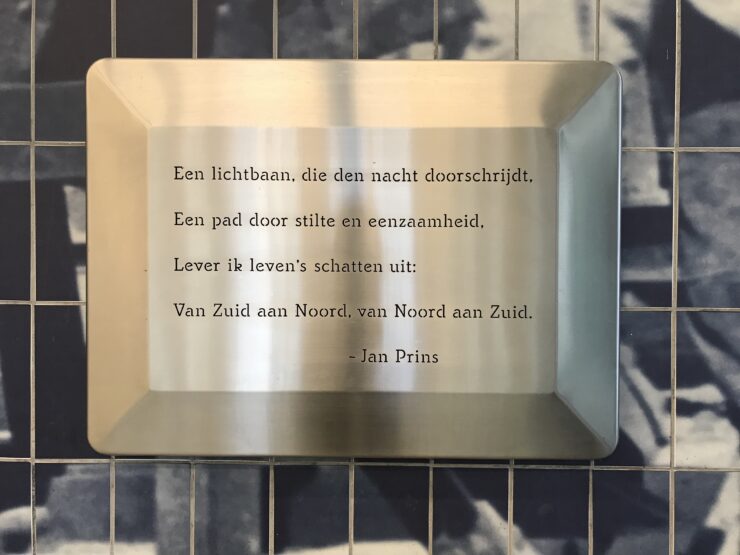 Een lichtbaan, die den nacht doorschrijdt,
Een pad door stilte en eenzaamheid,
Lever ik leven's schatten uit:
Van Zuid aan Noord, van Noord aan Zuid.
- Jan Prins